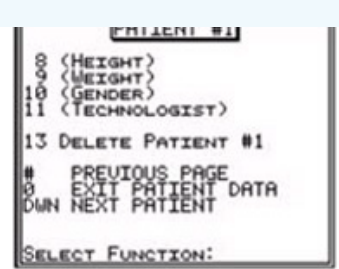 PATIENT #1
8 (HEIGHT)
9 (WEIGHT)
10 (GENDER)
11 (TECHNOLOGIST)
13 DELETE PATIENT #1
# PREVIOUS PAGE
0 EXIT PATIENT DATA
DWN NEXT PATIENT
SELECT FUNCTION: